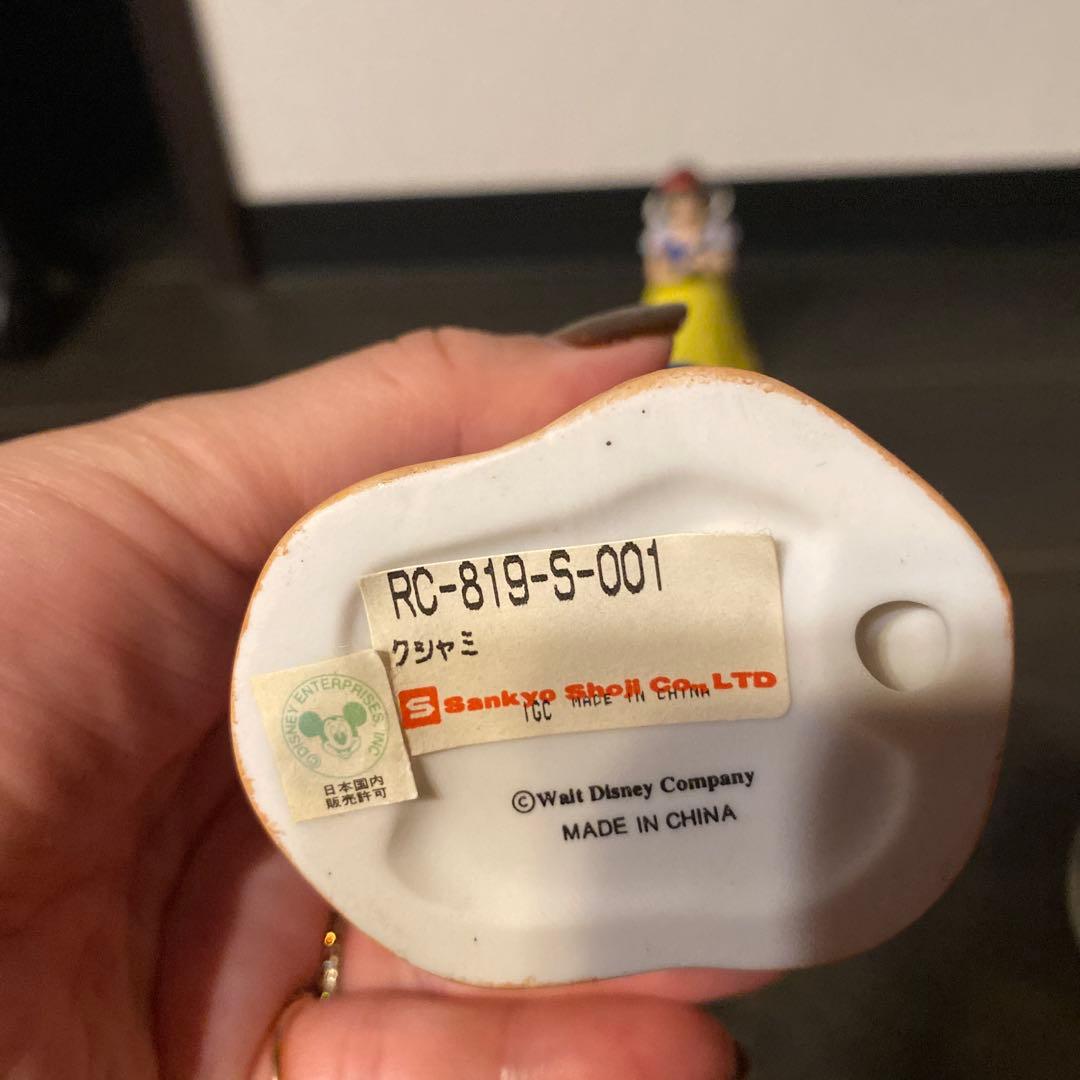 RC-819-S-001
クシャミ
S Sankyo Shoji Co., LTD
TGC MADE IN CHINA
©DISNEY ENTERPRISES, INC
日本国内
販売許可
©Walt Disney Company
MADE IN CHINA